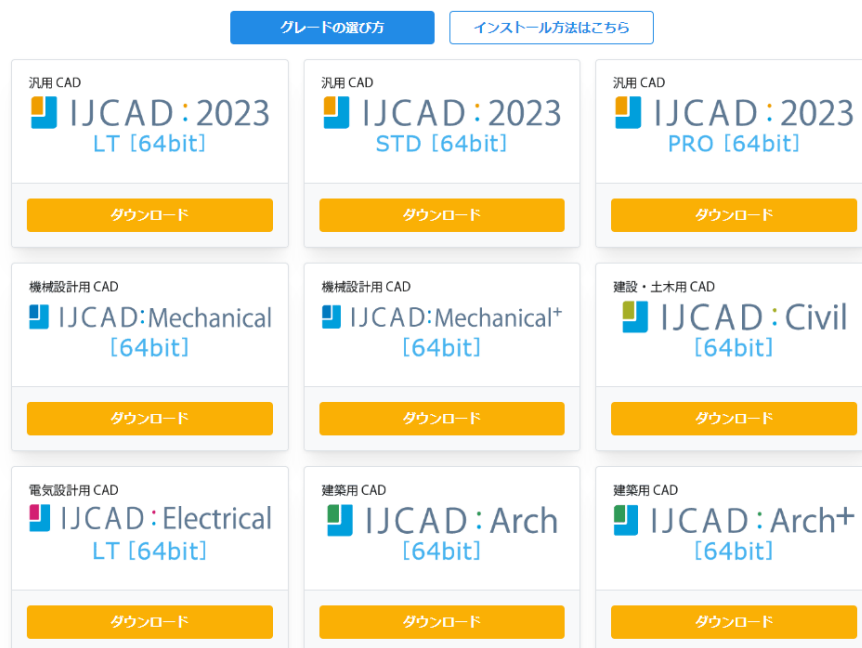 グレードの選び方
インストール方法はこちら
汎用 CAD
IJCAD:2023
LT [64bit]
ダウンロード
汎用 CAD
IJCAD:2023
STD [64bit]
ダウンロード
汎用 CAD
IJCAD:2023
PRO [64bit]
ダウンロード
機械設計用 CAD
IJCAD:Mechanical
[64bit]
ダウンロード
機械設計用 CAD
IJCAD:Mechanical+
[64bit]
ダウンロード
建設・土木用 CAD
IJCAD:Civil
[64bit]
ダウンロード
電気設計用 CAD
IJCAD:Electrical
LT [64bit]
ダウンロード
建築用 CAD
IJCAD:Arch
[64bit]
ダウンロード
建築用 CAD
IJCAD:Arch+
[64bit]
ダウンロード